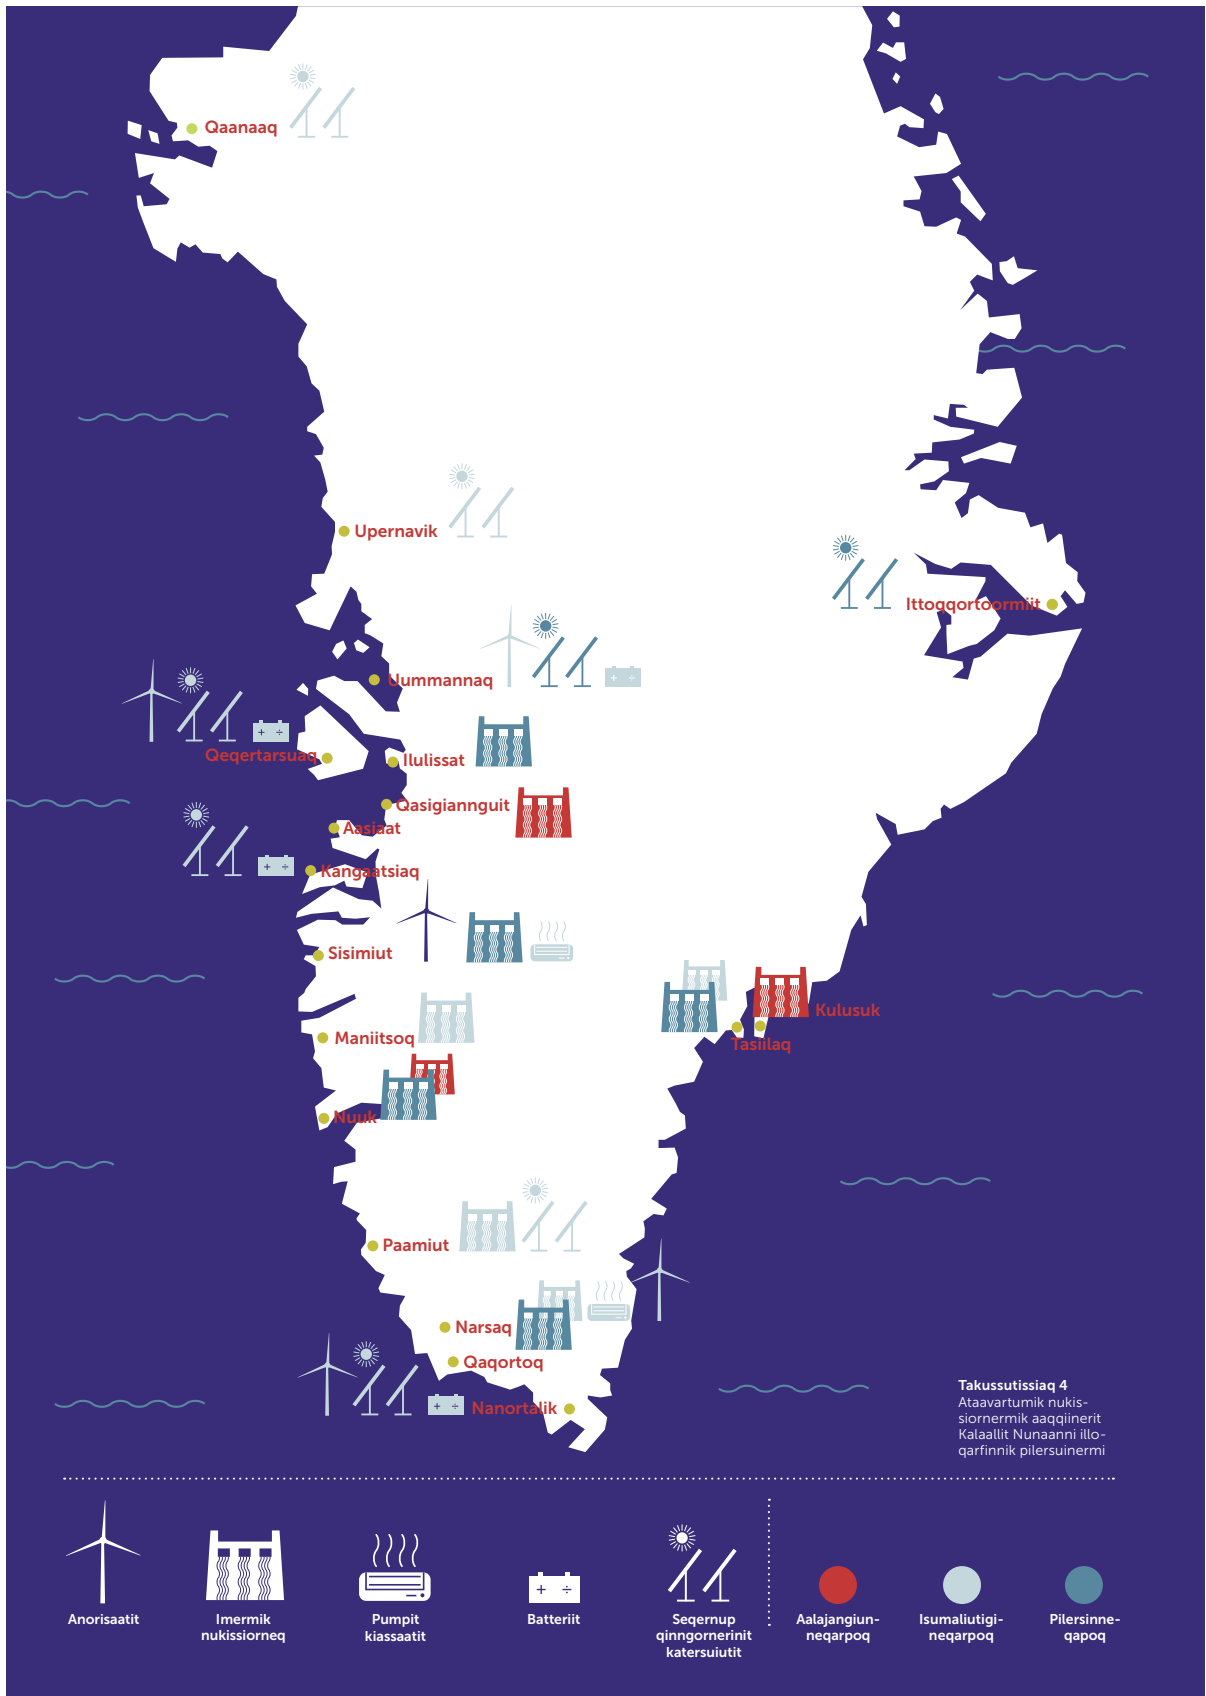 Qaanaaq
Upernavik
Ittoqqortoormiit
Uummannaq
Qeqertarsuaq
Ilulissat
Qasigiannguit
Aasiaat
Kangaatsiaq
Sisimiut
Kulusuk
Maniitsoq
Tasiilaq
Nuuk
Paamiut
Narsaq
Qaqortoq
Nanortalik
Takussutissiaq 4
Ataavartumik nukis-
siornermik aaqqiinerit
Kalaallit Nunaanni illo-
qarfinnik pilersuinermi
Anorisaatit
Imermik
nukissiorneq
Pumpit
kiassaatit
Batteriit
Seqernup
qinngornerinit
katersuiutit
Aalajangiun-
neqarpoq
Isumaliutigi-
neqarpoq
Pilersinne-
qapoq